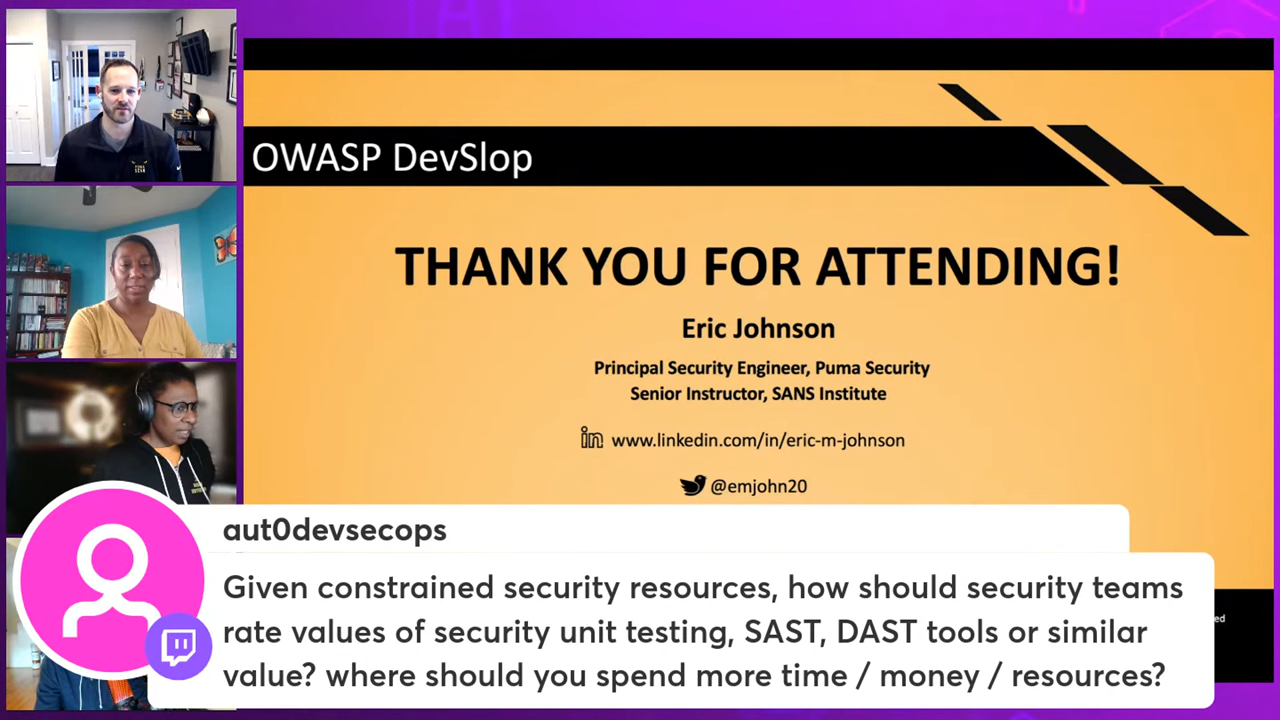 OWASP DevSlop
THANK YOU FOR ATTENDING!
Eric Johnson
Principal Security Engineer, Puma Security
Senior Instructor, SANS Institute
in www.linkedin.com/in/eric-m-johnson
@emjohn20
aut0devsecops
Given constrained security resources, how should security teams
rate values of security unit testing, SAST, DAST tools or similar
value? where should you spend more time / money / resources?